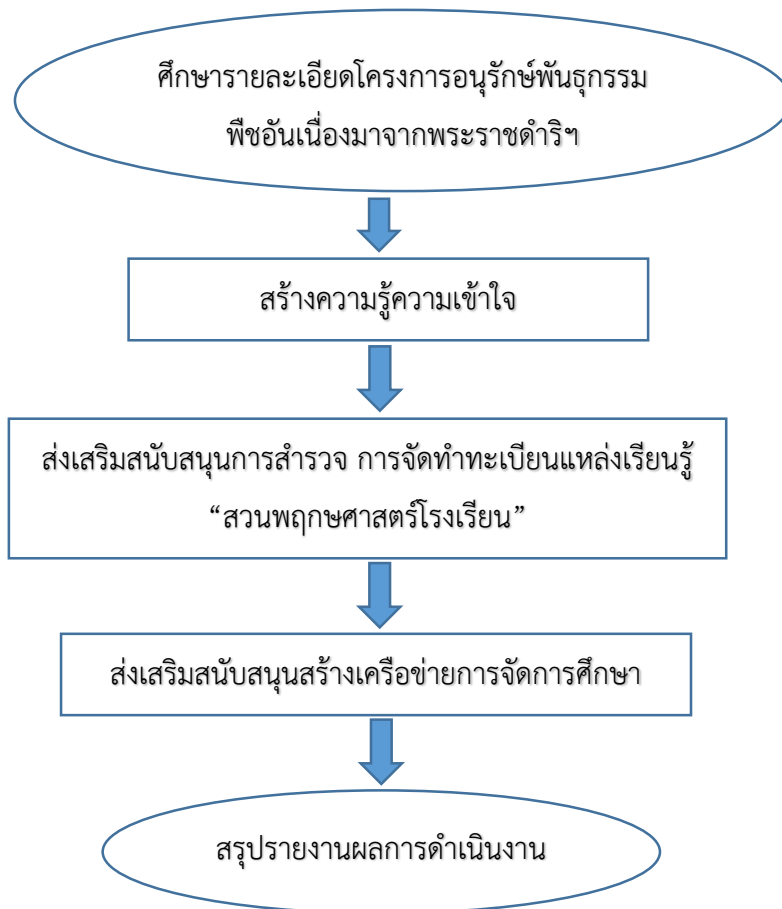 ศึกษารายละเอียดโครงการอนุรักษ์พันธุกรรม
พืชอันเนื่องมาจากพระราชดำริฯ
สร้างความรู้ความเข้าใจ
ส่งเสริมสนับสนุนการสำรวจ การจัดทำทะเบียนแหล่งเรียนรู้
“สวนพฤกษศาสตร์โรงเรียน”
ส่งเสริมสนับสนุนสร้างเครือข่ายการจัดการศึกษา
สรุปรายงานผลการดำเนินงาน